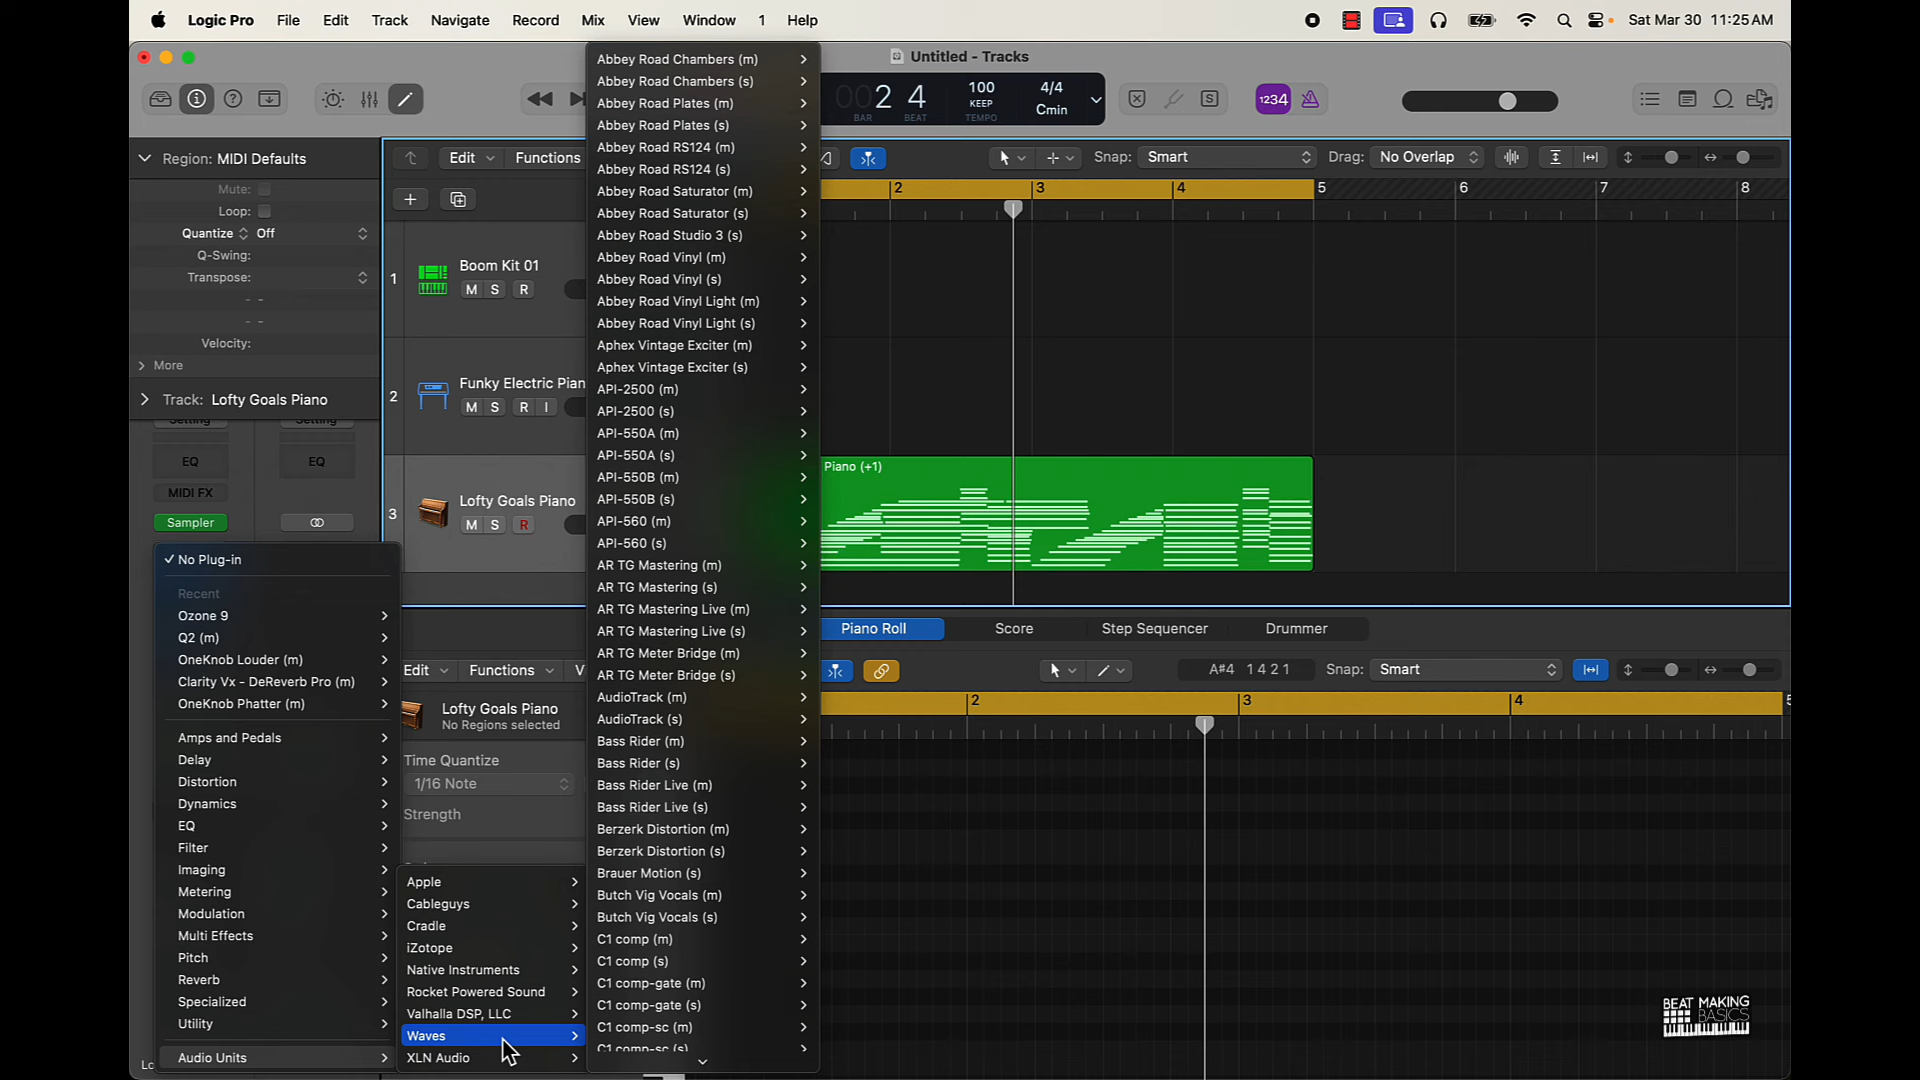 Logic Pro File Edit Track Navigate Record Mix View Window 1 Help
Sat Mar 30 11:25 AM
Untitled - Tracks
002 4
BAR BEAT
100
KEEP
TEMPO
4/4
Cmin
1234
Region: MIDI Defaults
Mute:
Loop:
Quantize Off
Q-Swing:
Transpose:
Velocity:
More
Track: Lofty Goals Piano
Setting Setting
EQ EQ
MIDI FX
Sampler
Edit Functions
Snap: Smart
Drag: No Overlap
2 3 4 5 6 7 8
1
Boom Kit 01
M S R
2
Funky Electric Pian
M S R I
3
Lofty Goals Piano
M S R
Piano (+1)
No Plug-in
Recent
Ozone 9
Q2 (m)
OneKnob Louder (m)
Clarity Vx - DeReverb Pro (m)
OneKnob Phatter (m)
Amps and Pedals
Delay
Distortion
Dynamics
EQ
Filter
Imaging
Metering
Modulation
Multi Effects
Pitch
Reverb
Specialized
Utility
Audio Units
Apple
Cableguys
Cradle
iZotope
Native Instruments
Rocket Powered Sound
Valhalla DSP, LLC
Waves
XLN Audio
Abbey Road Chambers (m)
Abbey Road Chambers (s)
Abbey Road Plates (m)
Abbey Road Plates (s)
Abbey Road RS124 (m)
Abbey Road RS124 (s)
Abbey Road Saturator (m)
Abbey Road Saturator (s)
Abbey Road Studio 3 (s)
Abbey Road Vinyl (m)
Abbey Road Vinyl (s)
Abbey Road Vinyl Light (m)
Abbey Road Vinyl Light (s)
Aphex Vintage Exciter (m)
Aphex Vintage Exciter (s)
API-2500 (m)
API-2500 (s)
API-550A (m)
API-550A (s)
API-550B (m)
API-550B (s)
API-560 (m)
API-560 (s)
AR TG Mastering (m)
AR TG Mastering (s)
AR TG Mastering Live (m)
AR TG Mastering Live (s)
AR TG Meter Bridge (m)
AR TG Meter Bridge (s)
AudioTrack (m)
AudioTrack (s)
Bass Rider (m)
Bass Rider (s)
Bass Rider Live (m)
Bass Rider Live (s)
Berzerk Distortion (m)
Berzerk Distortion (s)
Brauer Motion (s)
Butch Vig Vocals (m)
Butch Vig Vocals (s)
C1 comp (m)
C1 comp (s)
C1 comp-gate (m)
C1 comp-gate (s)
C1 comp-sc (m)
C1 comp-sc (s)
Piano Roll Score Step Sequencer Drummer
Edit Functions V
A#4 1 4 2 1
Snap: Smart
2 3 4 5
Lofty Goals Piano
No Regions selected
Time Quantize
1/16 Note
Strength
Lo
BEAT MAKING
BASICS